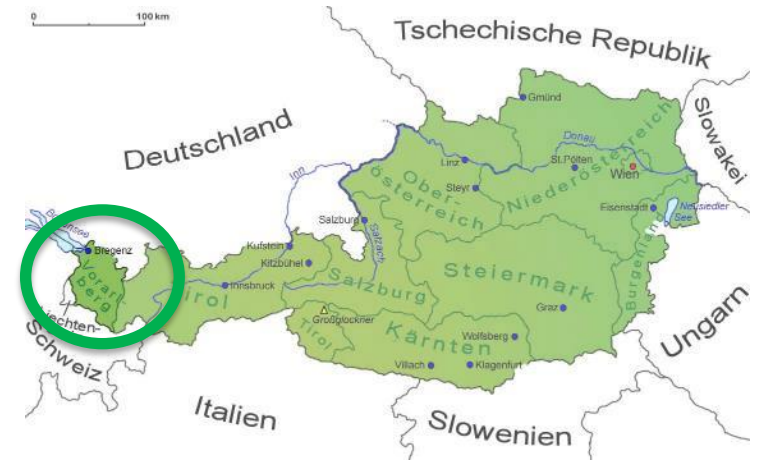 0 100 km
Tschechische Republik
Deutschland
Slowakei
Gmünd
Donau
Linz
St.Pölten
Wien
Ober-
österreich
Niederösterreich
Steyr
Inn
Eisenstadt
Neusiedler
See
Salzburg
Salzach
Bregenz
Vorarl
berg
Kufstein
Kitzbühel
Innsbruck
Tirol
Salzburg
Steiermark
Burgenland
Graz
Großglockner
Tirol
Kärnten
Wolfsberg
Villach
Klagenfurt
Liechten-
Schweiz
Italien
Slowenien
Ungarn